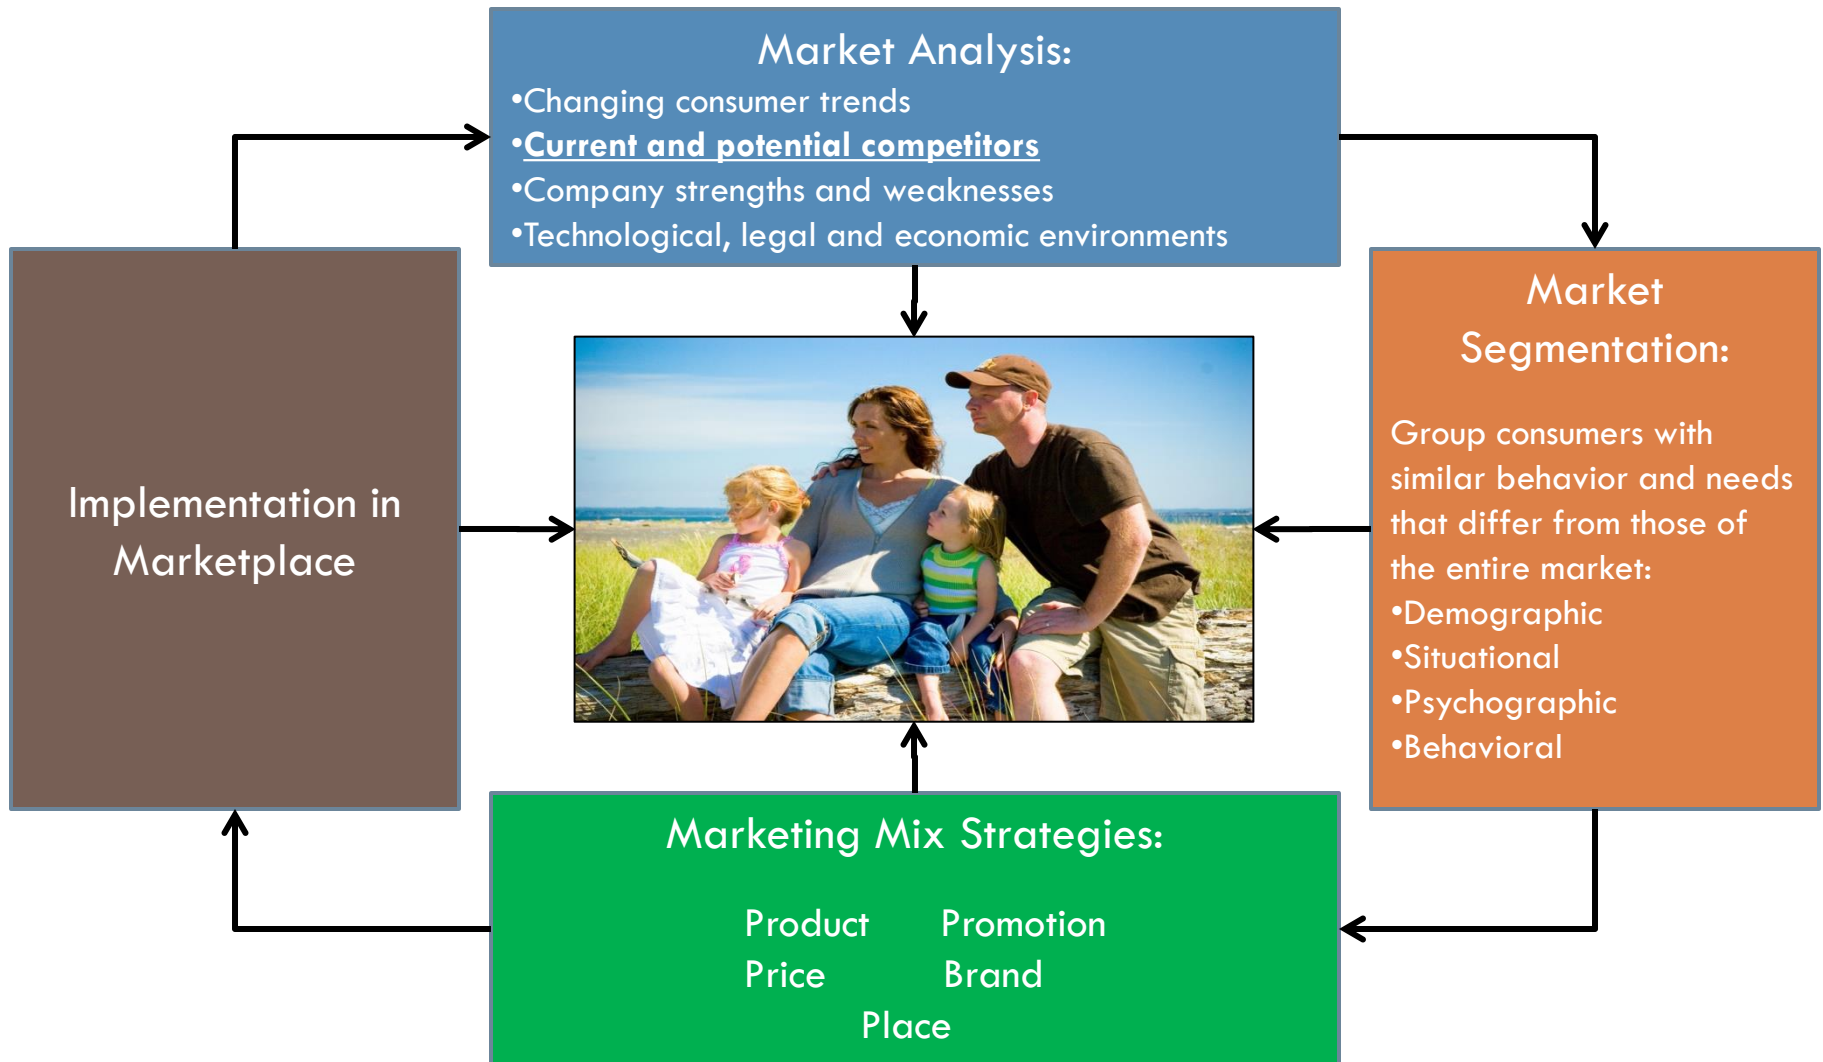 Market Analysis:
•Changing consumer trends
•Current and potential competitors
•Company strengths and weaknesses
•Technological, legal and economic environments
Implementation in
Marketplace
Market
Segmentation:
Group consumers with
similar behavior and needs
that differ from those of
the entire market:
•Demographic
•Situational
•Psychographic
•Behavioral
Marketing Mix Strategies:
Product Promotion
Price Brand
Place